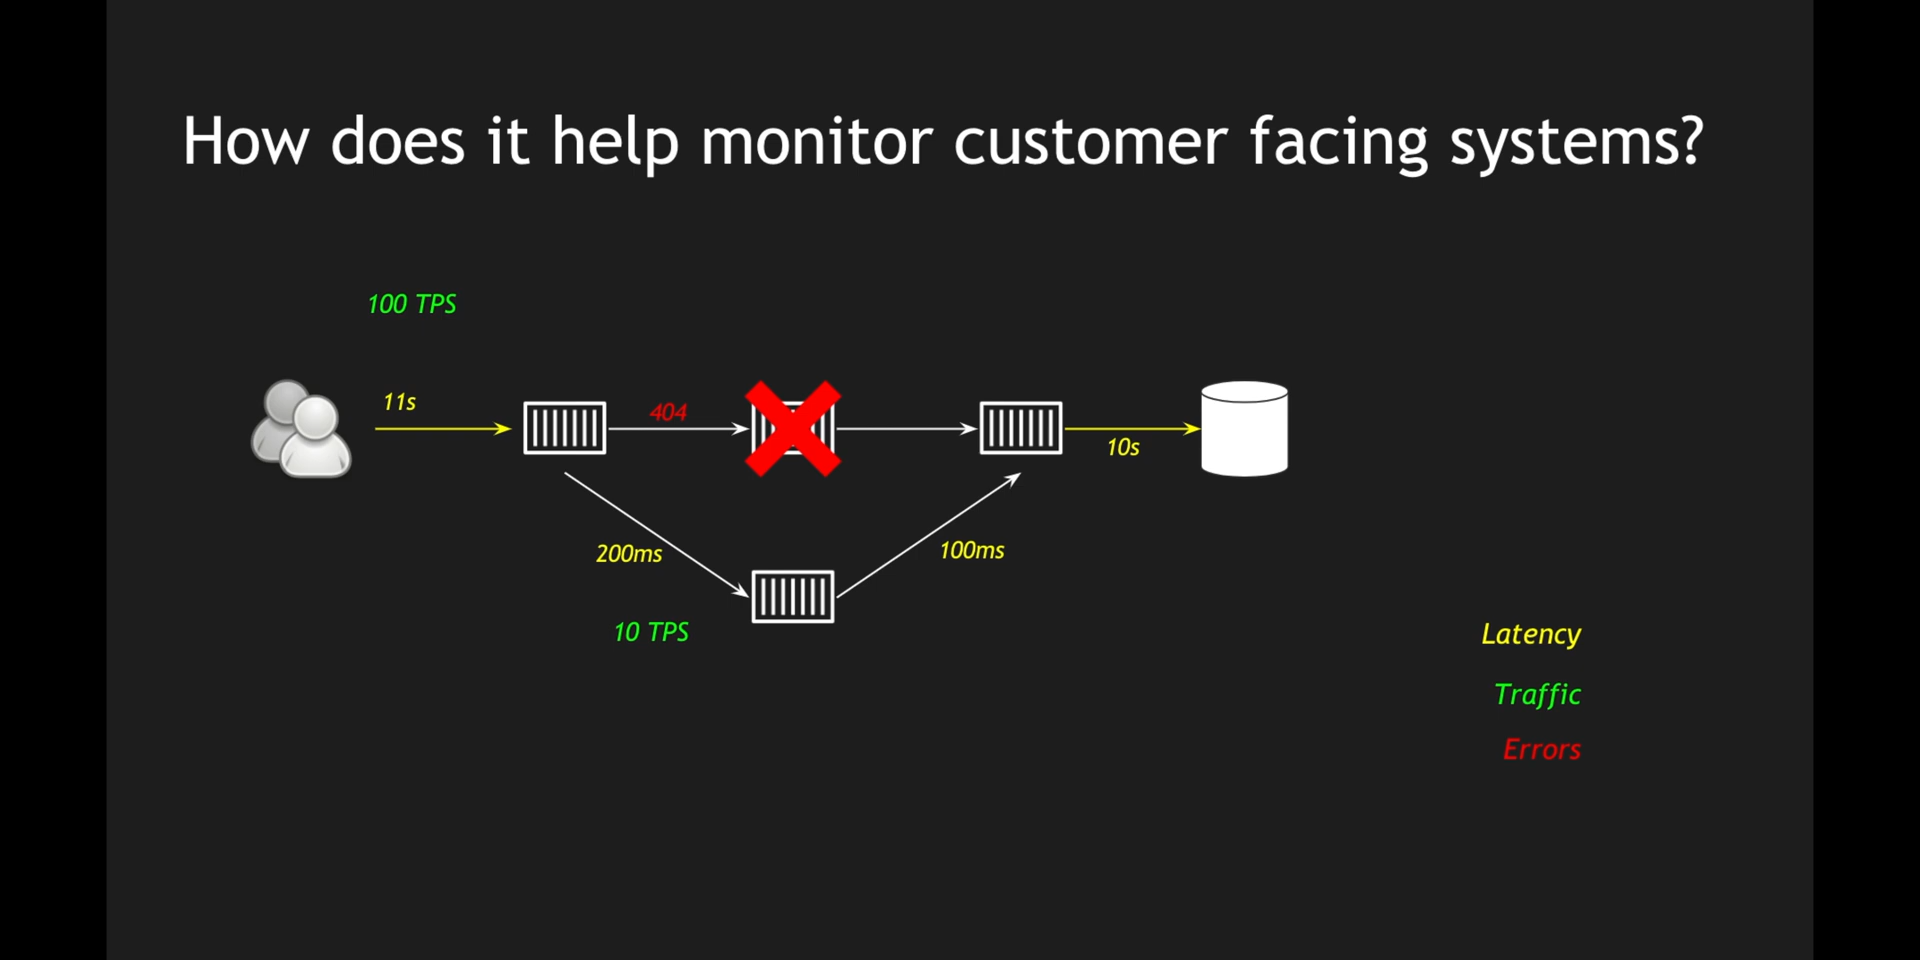 How does it help monitor customer facing systems?
100 TPS
11s
404
10s
200ms
100ms
10 TPS
Latency
Traffic
Errors